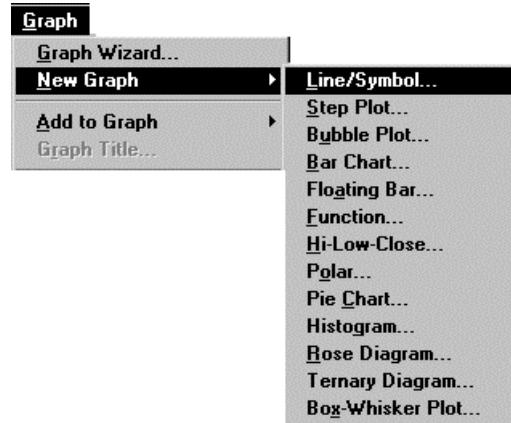 Graph
Graph Wizard...
New Graph
Add to Graph
Graph Title...
Line/Symbol...
Step Plot...
Bubble Plot...
Bar Chart...
Floating Bar...
Function...
Hi-Low-Close...
Polar...
Pie Chart...
Histogram...
Rose Diagram...
Ternary Diagram...
Box-Whisker Plot...